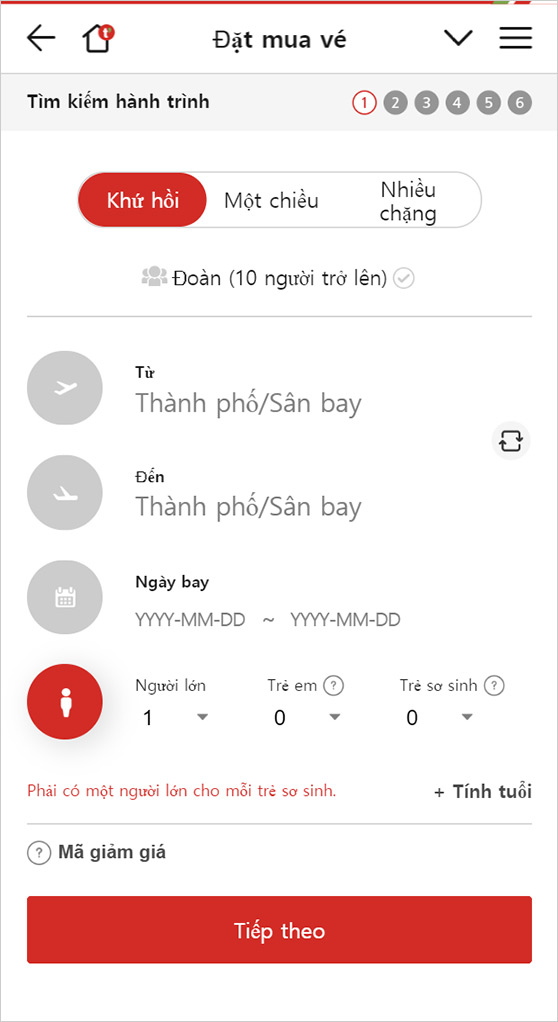 t
Đặt mua vé
Tìm kiếm hành trình
1 2 3 4 5 6
Khứ hồi
Một chiều
Nhiều
chặng
Đoàn (10 người trở lên)
Từ
Thành phố/Sân bay
Đến
Thành phố/Sân bay
Ngày bay
YYYY-MM-DD ~ YYYY-MM-DD
Người lớn Trẻ em ? Trẻ sơ sinh ?
1 0 0
Phải có một người lớn cho mỗi trẻ sơ sinh. + Tính tuổi
? Mã giảm giá
Tiếp theo